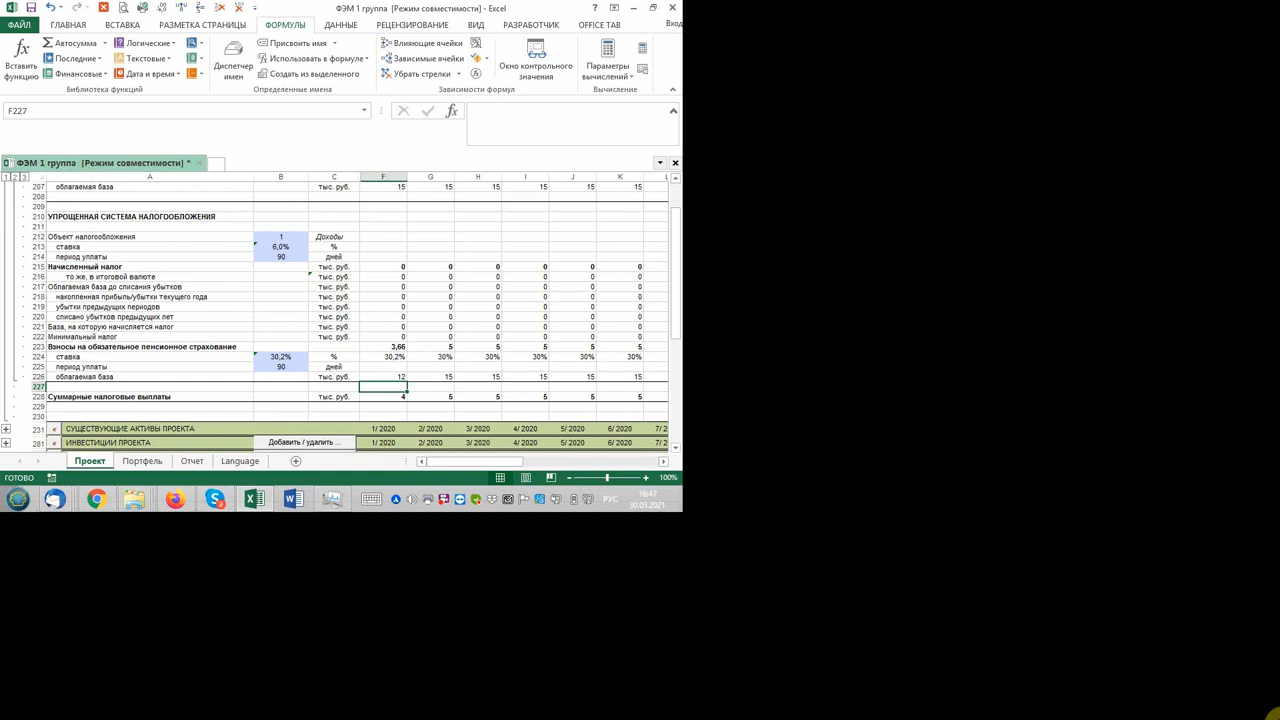 ФЭМ 1 группа [Режим совместимости] - Excel
ФАЙЛ ГЛАВНАЯ ВСТАВКА РАЗМЕТКА СТРАНИЦЫ ФОРМУЛЫ ДАННЫЕ РЕЦЕНЗИРОВАНИЕ ВИД РАЗРАБОТЧИК OFFICE TAB Вход
Вставить функцию
Автосумма
Последние
Финансовые
Логические
Текстовые
Дата и время
Библиотека функций
Диспетчер имен
Присвоить имя
Использовать в формуле
Создать из выделенного
Определенные имена
Влияющие ячейки
Зависимые ячейки
Убрать стрелки
Зависимости формул
Окно контрольного значения
Параметры вычислений
Вычисление
F227
ФЭМ 1 группа [Режим совместимости] *
1 2 3 A B C F G H I J K L
207 облагаемая база тыс. руб. 15 15 15 15 15 15
208
209
210 УПРОЩЕННАЯ СИСТЕМА НАЛОГООБЛОЖЕНИЯ
211
212 Объект налогообложения 1 Доходы
213 ставка 6,0% %
214 период уплаты 90 дней
215 Начисленный налог тыс. руб. 0 0 0 0 0 0
216 то же, в итоговой валюте тыс. руб. 0 0 0 0 0 0
217 Облагаемая база до списания убытков тыс. руб. 0 0 0 0 0 0
218 накопленная прибыль/убытки текущего года тыс. руб. 0 0 0 0 0 0
219 убытки предыдущих периодов тыс. руб. 0 0 0 0 0 0
220 списано убытков предыдущих лет тыс. руб. 0 0 0 0 0 0
221 База, на которую начисляется налог тыс. руб. 0 0 0 0 0 0
222 Минимальный налог тыс. руб. 0 0 0 0 0 0
223 Взносы на обязательное пенсионное страхование тыс. руб. 3,66 5 5 5 5 5
224 ставка 30,2% % 30,2% 30% 30% 30% 30% 30%
225 период уплаты 90 дней
226 облагаемая база тыс. руб. 12 15 15 15 15 15
227
228 Суммарные налоговые выплаты тыс. руб. 4 5 5 5 5 5
229
230
231 СУЩЕСТВУЮЩИЕ АКТИВЫ ПРОЕКТА 1/ 2020 2/ 2020 3/ 2020 4/ 2020 5/ 2020 6/ 2020 7/ 2
281 ИНВЕСТИЦИИ ПРОЕКТА Добавить / удалить ... 1/ 2020 2/ 2020 3/ 2020 4/ 2020 5/ 2020 6/ 2020 7/ 2
Проект Портфель Отчет Language
ГОТОВО 100%
РУС 16:47
30.03.2021